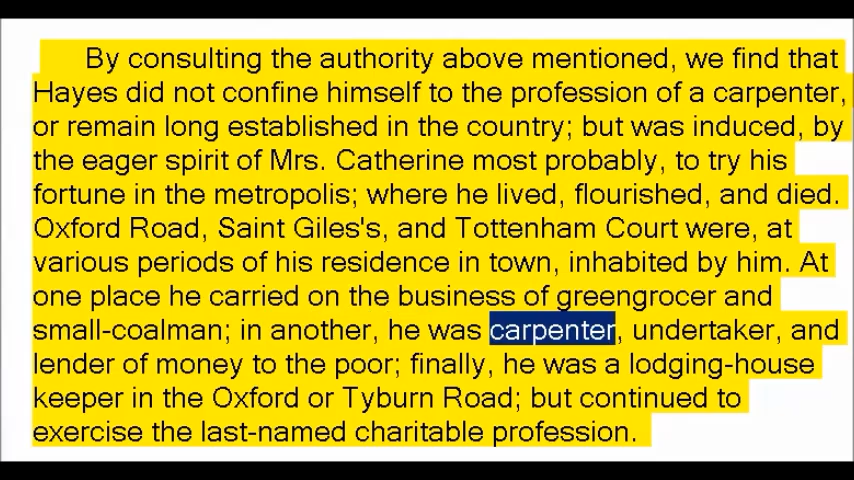 By consulting the authority above mentioned, we find that
Hayes did not confine himself to the profession of a carpenter,
or remain long established in the country; but was induced, by
the eager spirit of Mrs. Catherine most probably, to try his
fortune in the metropolis; where he lived, flourished, and died.
Oxford Road, Saint Giles's, and Tottenham Court were, at
various periods of his residence in town, inhabited by him. At
one place he carried on the business of greengrocer and
small-coalman; in another, he was carpenter, undertaker, and
lender of money to the poor; finally, he was a lodging-house
keeper in the Oxford or Tyburn Road; but continued to
exercise the last-named charitable profession.